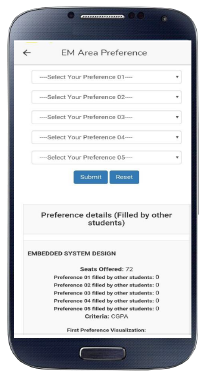 ← EM Area Preference
----Select Your Preference 01----
----Select Your Preference 02----
----Select Your Preference 03----
----Select Your Preference 04----
----Select Your Preference 05----
Submit Reset
Preference details (Filled by other
students)
EMBEDDED SYSTEM DESIGN
Seats Offered: 72
Preference 01 filled by other students: 0
Preference 02 filled by other students: 0
Preference 03 filled by other students: 0
Preference 04 filled by other students: 0
Preference 05 filled by other students: 0
Criteria: CGPA
First Preference Visualization: